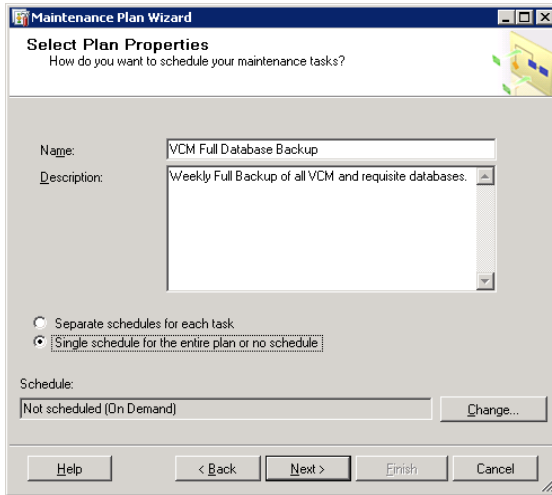 Maintenance Plan Wizard
Select Plan Properties
How do you want to schedule your maintenance tasks?
Name:
VCM Full Database Backup
Description:
Weekly Full Backup of all VCM and requisite databases.
Separate schedules for each task
Single schedule for the entire plan or no schedule
Schedule:
Not scheduled (On Demand)
Change...
Help
< Back
Next >
Finish
Cancel